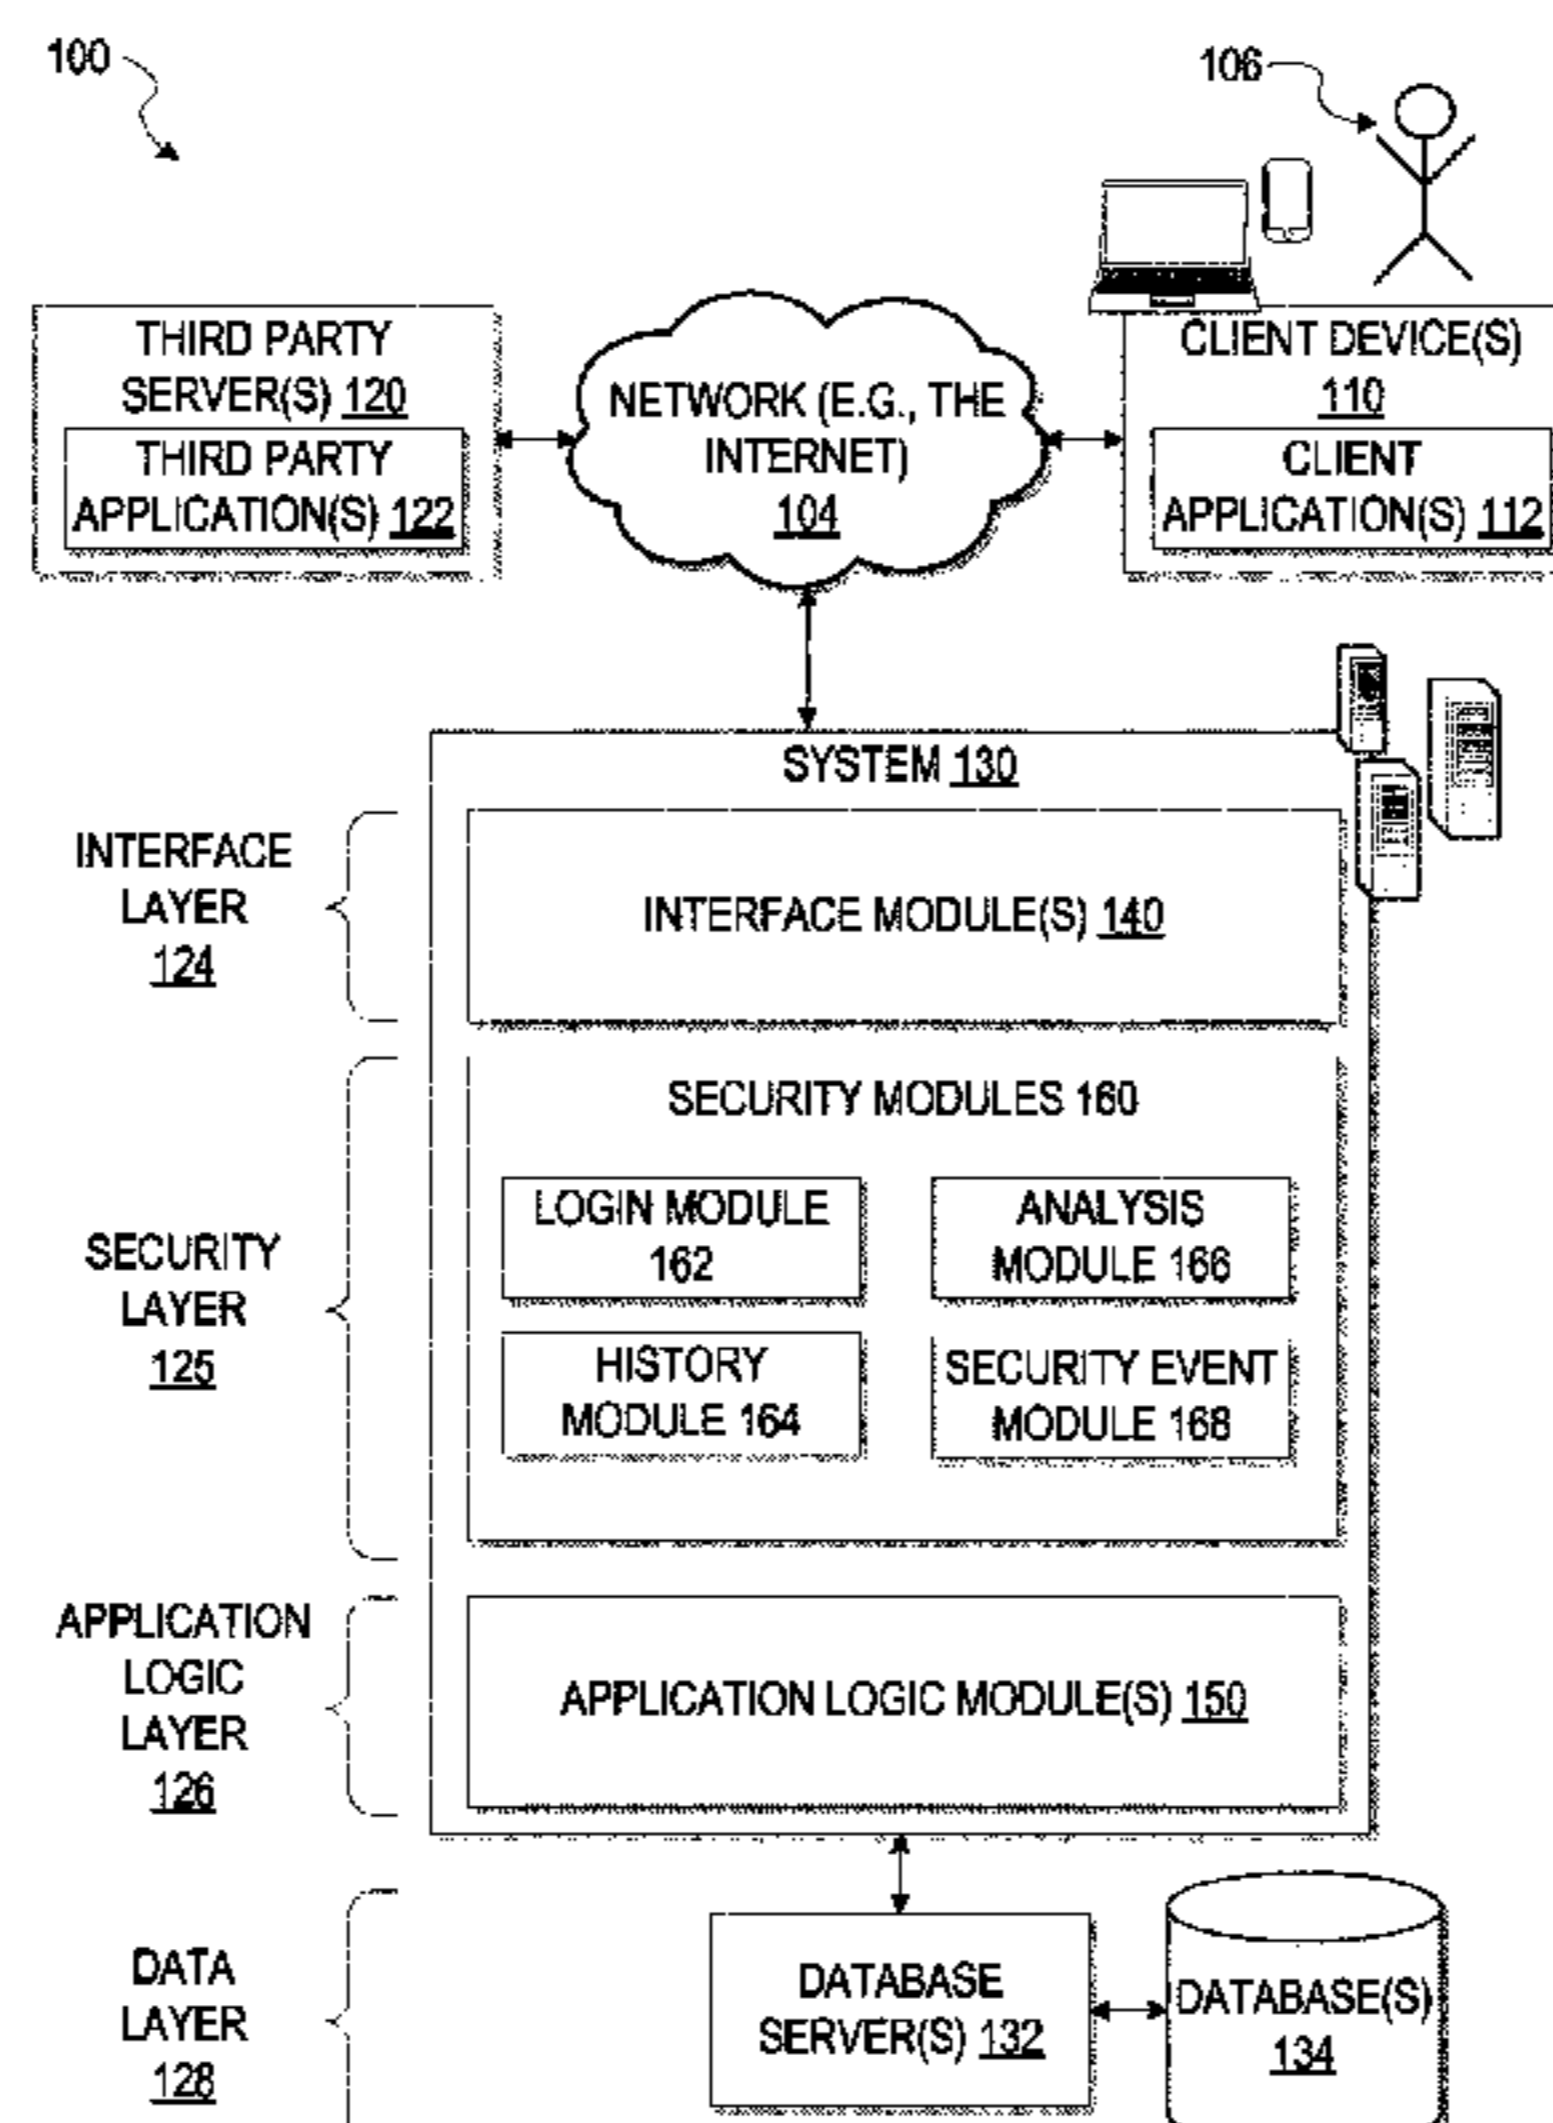 100
106
THIRD PARTY
SERVER(S) 120
THIRD PARTY
APPLICATION(S) 122
NETWORK (E.G., THE
INTERNET)
104
CLIENT DEVICE(S)
110
CLIENT
APPLICATION(S) 112
SYSTEM 130
INTERFACE
LAYER
124
INTERFACE MODULE(S) 140
SECURITY
LAYER
125
SECURITY MODULES 160
LOGIN MODULE
162
ANALYSIS
MODULE 166
HISTORY
MODULE 164
SECURITY EVENT
MODULE 168
APPLICATION
LOGIC
LAYER
126
APPLICATION LOGIC MODULE(S) 150
DATA
LAYER
128
DATABASE
SERVER(S) 132
DATABASE(S)
134